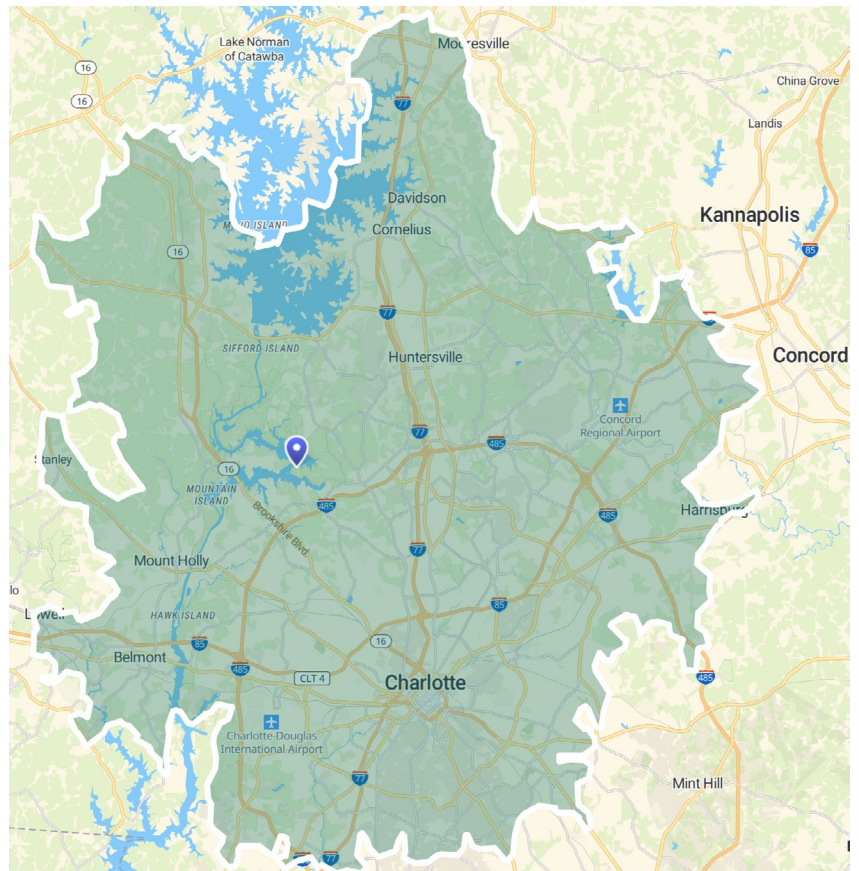 Lake Norman
of Catawba
Mooresville
16
16
77
China Grove
Landis
Davidson
Cornelius
Kannapolis
16
85
77
Concord
SIFFORD ISLAND
Huntersville
Concord
Regional Airport
77
485
Stanley
16
MOUNTAIN
ISLAND
485
Brookshire Blvd.
485
Harrisburg
77
Mount Holly
85
HAWK ISLAND
Lowell
85
16
Belmont
485
CLT 4
Charlotte
485
Charlotte-Douglas
International Airport
77
Mint Hill
77